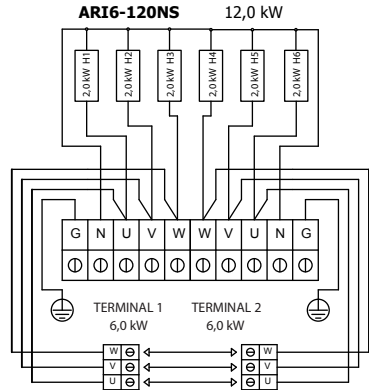 ARI6-120NS 12,0 kW
2,0 kW H1
2,0 kW H2
2,0 kW H3
2,0 kW H4
2,0 kW H5
2,0 kW H6
G N U V W W V U N G
TERMINAL 1 TERMINAL 2
6,0 kW 6,0 kW
W W
V V
U U